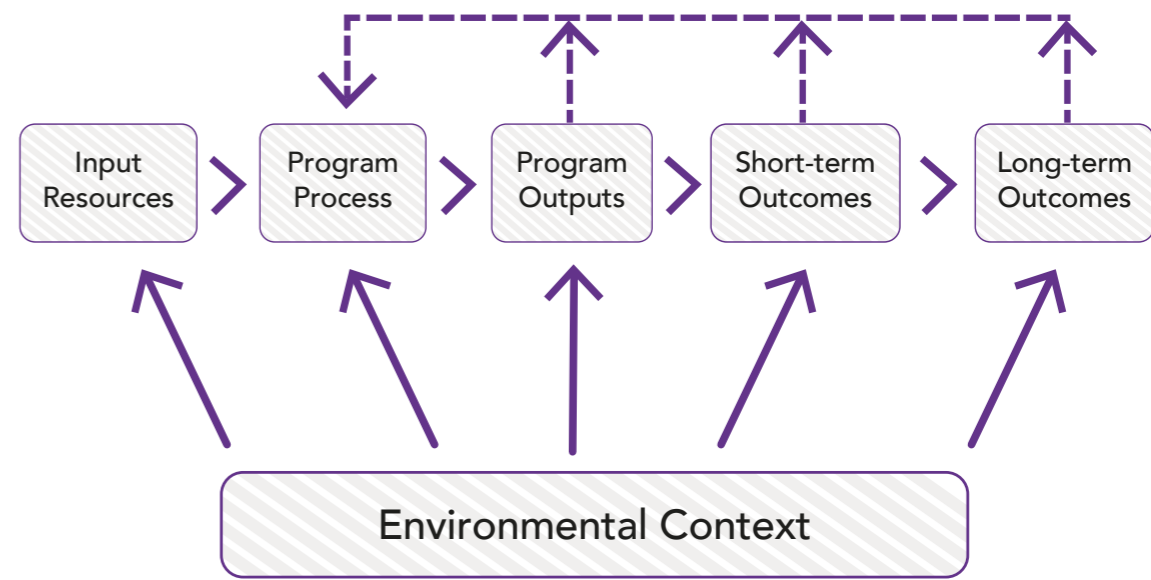 Input
Resources
Program
Process
Program
Outputs
Short-term
Outcomes
Long-term
Outcomes
Environmental Context